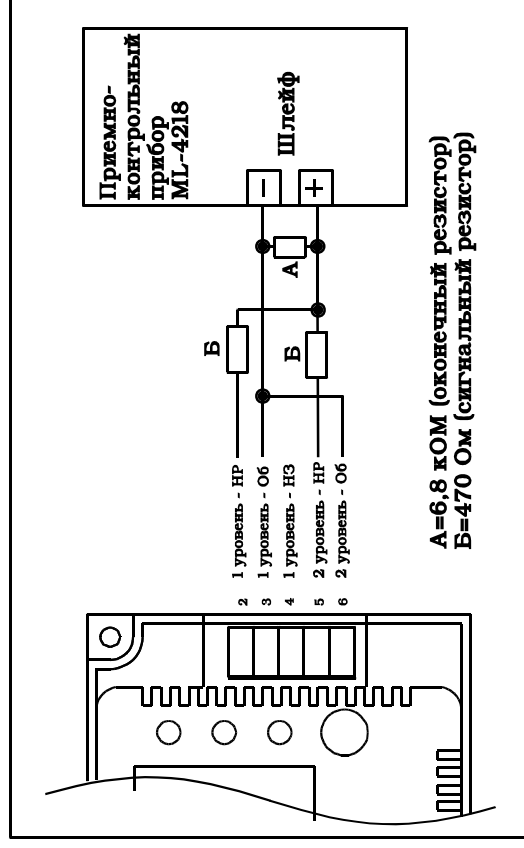 Приемно-
контрольный
прибор
ML-4218
Шлейф
−
+
А
Б
Б
2 1 уровень - НР
3 1 уровень - Об
4 1 уровень - НЗ
5 2 уровень - НР
6 2 уровень - Об
А=6,8 кОМ (оконечный резистор)
Б=470 Ом (сигнальный резистор)